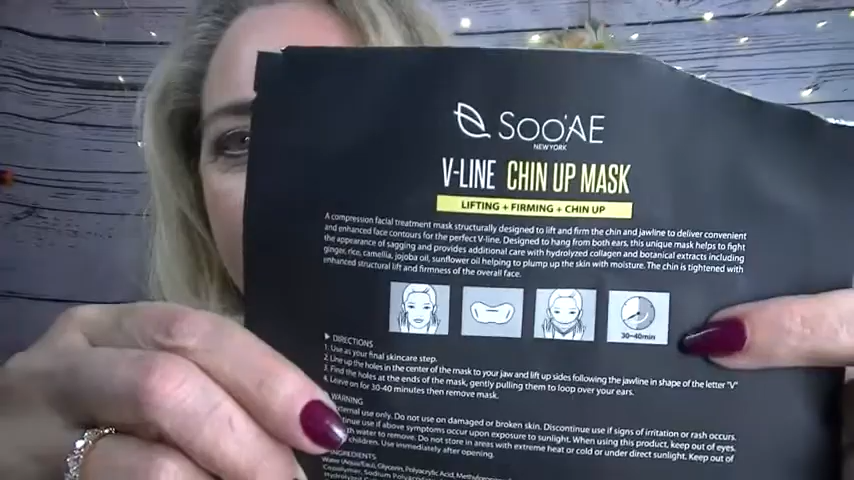 SOO'AE
NEW YORK
V-LINE CHIN UP MASK
LIFTING + FIRMING + CHIN UP
A compression facial treatment mask structurally designed to lift and firm the chin and jawline to deliver convenient
and enhanced face contours for the perfect V-line. Designed to hang from both ears, this unique mask helps to fight
the appearance of sagging and provides additional care with hydrolyzed collagen and botanical extracts including
ginger, rice, camellia, jojoba oil, sunflower oil helping to plump up the skin with moisture. The chin is tightened with
enhanced structural lift and firmness of the overall face.
30~40min
DIRECTIONS
1. Use as your final skincare step.
2. Line up the holes in the center of the mask to your jaw and lift up sides following the jawline in shape of the letter "V"
3. Find the holes at the ends of the mask, gently pulling them to loop over your ears.
4. Leave on for 30-40 minutes then remove mask.
WARNING:
external use only. Do not use on damaged or broken skin. Discontinue use if signs of irritation or rash occurs.
use if above symptoms occur upon exposure to sunlight. When using this product, keep out of eyes.
with water to remove. Do not store in areas with extreme heat or cold or under direct sunlight. Keep out of
children. Use immediately after opening.
INGREDIENTS:
Water (Aqua/Eau), Glycerin, Polyacrylic Acid,
Sodium
Hydrolyzed